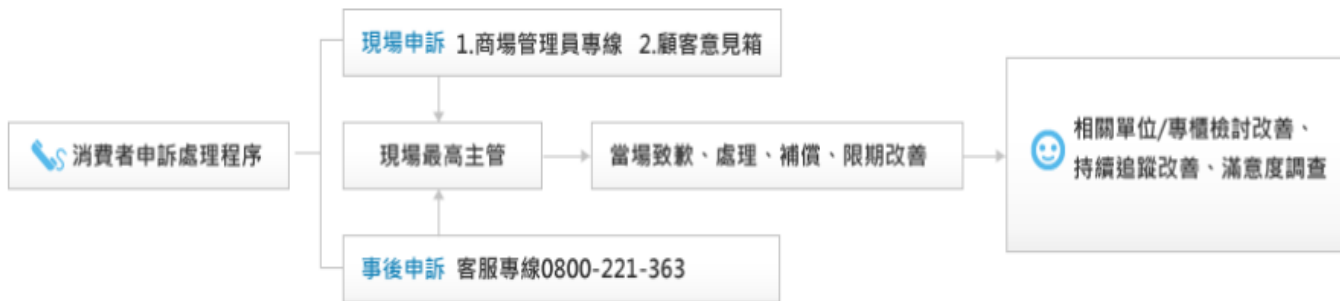 消費者申訴處理程序
現場申訴 1.商場管理員專線 2.顧客意見箱
現場最高主管
事後申訴 客服專線0800-221-363
當場致歉、處理、補償、限期改善
相關單位/專櫃檢討改善、
持續追蹤改善、滿意度調查